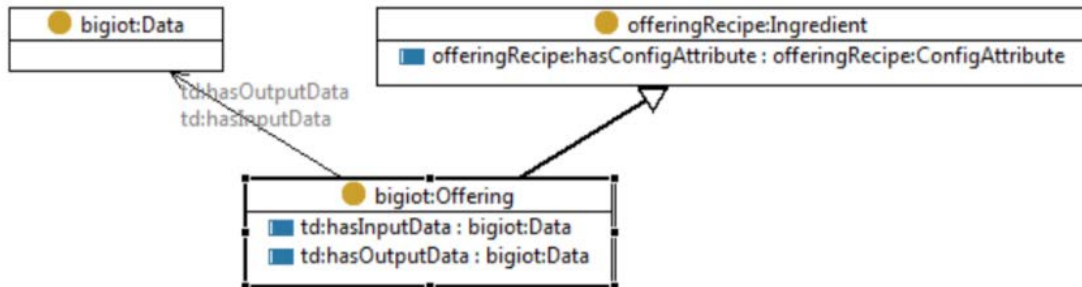 bigiot:Data
offeringRecipe:Ingredient
offeringRecipe:hasConfigAttribute : offeringRecipe:ConfigAttribute
td:hasOutputData
td:hasInputData
bigiot:Offering
td:hasInputData : bigiot:Data
td:hasOutputData : bigiot:Data